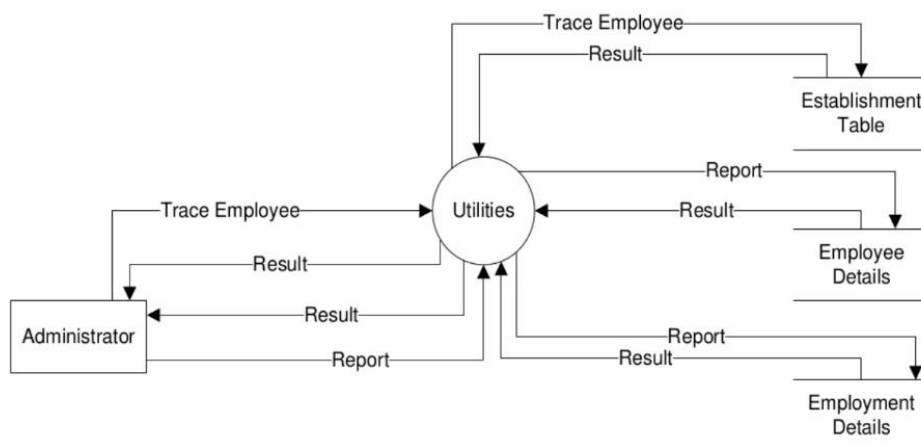 Trace Employee
Result
Establishment
Table
Report
Trace Employee
Utilities
Result
Employee
Details
Result
Result
Administrator
Report
Report
Result
Employment
Details